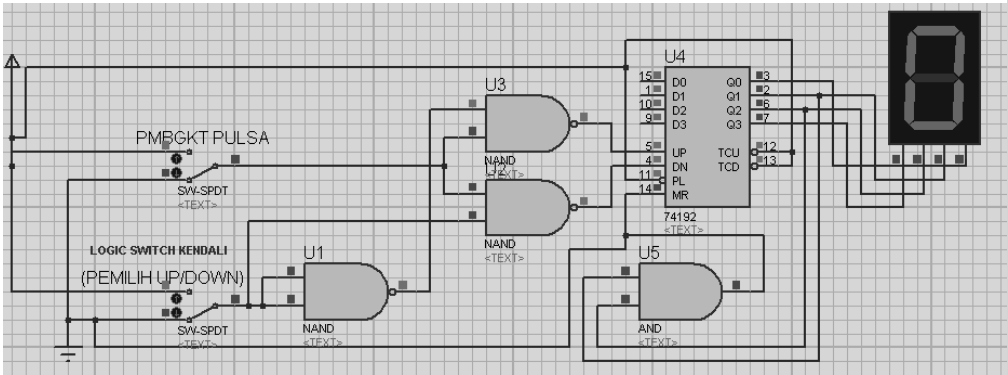 U4
15 D0 Q0 3
1 D1 Q1 2
10 D2 Q2 6
9 D3 Q3 7
5 UP TCU 12
4 DN TCD 13
11 PL
14 MR
74192
<TEXT>
U3
NAND
<TEXT>
PMBGKT PULSA
SW-SPDT
<TEXT>
NAND
<TEXT>
LOGIC SWITCH KENDALI
(PEMILIH UP/DOWN)
SW-SPDT
<TEXT>
U1
NAND
<TEXT>
U5
AND
<TEXT>